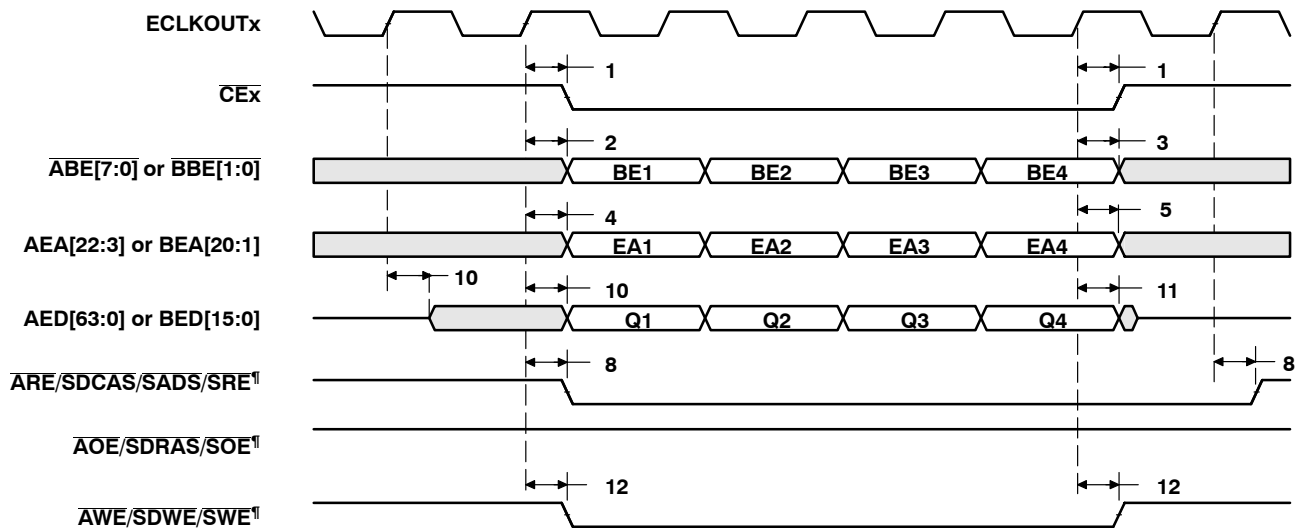 ECLKOUTx
1 1
CEx
2 3
ABE[7:0] or BBE[1:0] BE1 BE2 BE3 BE4
4 5
AEA[22:3] or BEA[20:1] EA1 EA2 EA3 EA4
10 10 11
AED[63:0] or BED[15:0] Q1 Q2 Q3 Q4
8 8
ARE/SDCAS/SADS/SRE¶
AOE/SDRAS/SOE¶
12 12
AWE/SDWE/SWE¶